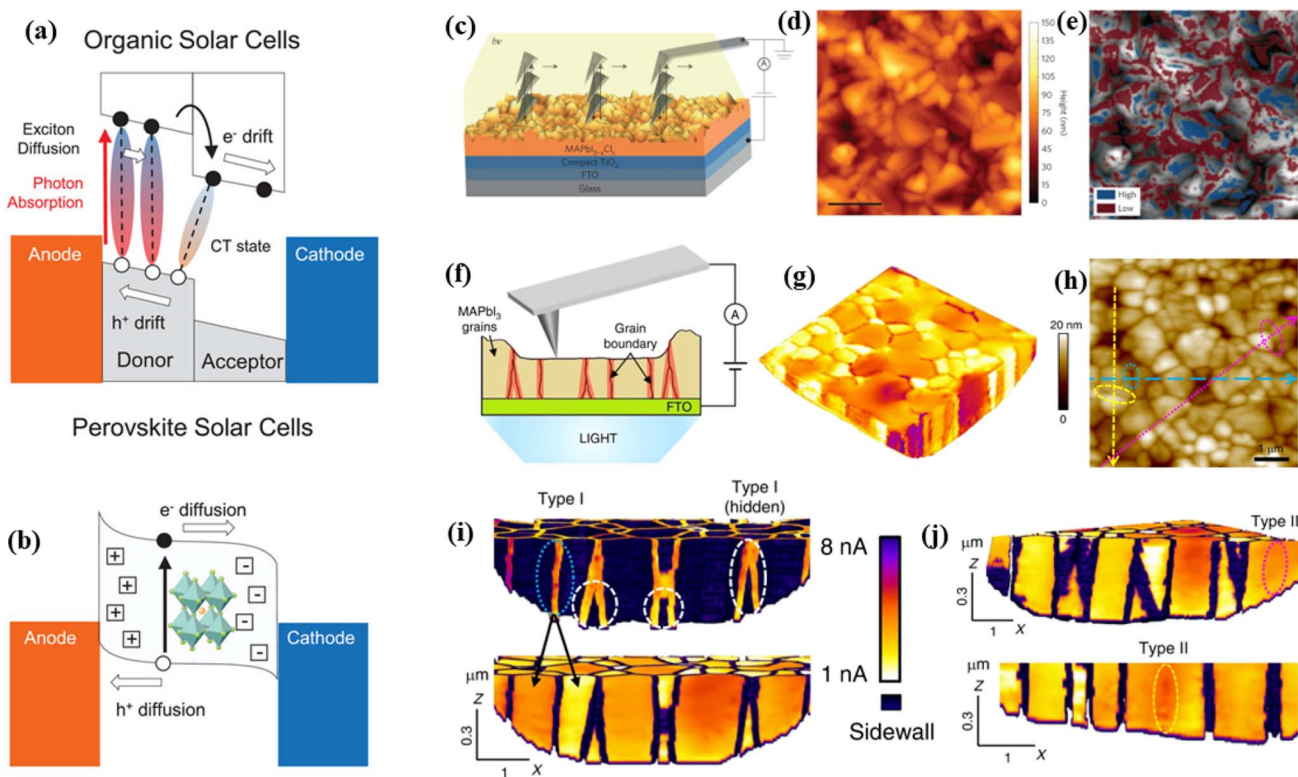 (a)
Organic Solar Cells
Exciton
Diffusion
e⁻ drift
Photon
Absorption
CT state
Anode
Cathode
h⁺ drift
Donor
Acceptor
Perovskite Solar Cells
(b)
e⁻ diffusion
+
+
+
+
-
-
-
-
Anode
Cathode
h⁺ diffusion
(c)
hν
A
MAPbI₃₋ₓClₓ
Compact TiO₂
FTO
Glass
(d)
150
135
120
105
90
75
60
45
30
15
0
Height (nm)
(e)
High
Low
(f)
MAPbI₃
grains
Grain
boundary
A
FTO
LIGHT
(g)
(h)
20 nm
0
1 μm
(i)
Type I
Type I
(hidden)
8 nA
1 nA
Sidewall
μm
Z
0.3
1
X
(j)
Type II
μm
Z
0.3
1
X
Type II
μm
Z
0.3
1
X